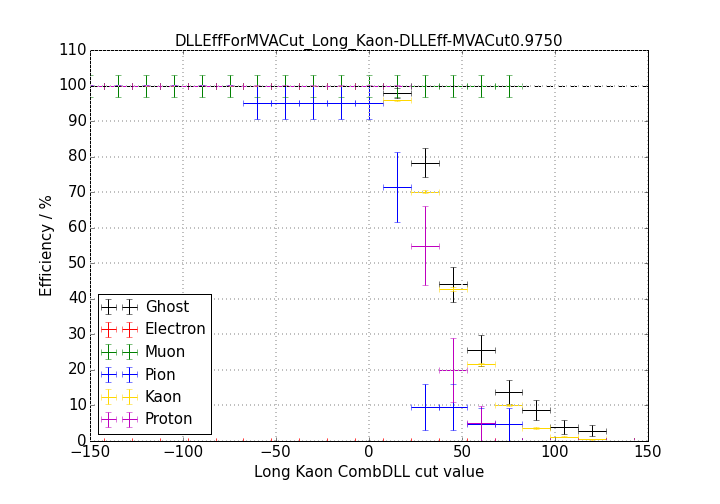 DLLEffForMVACut_Long_Kaon-DLLEff-MVACut0.9750
110
100
90
80
70
60
50
40
30
20
10
0
Efficiency / %
Ghost
Electron
Muon
Pion
Kaon
Proton
−150 −100 −50 0 50 100 150
Long Kaon CombDLL cut value